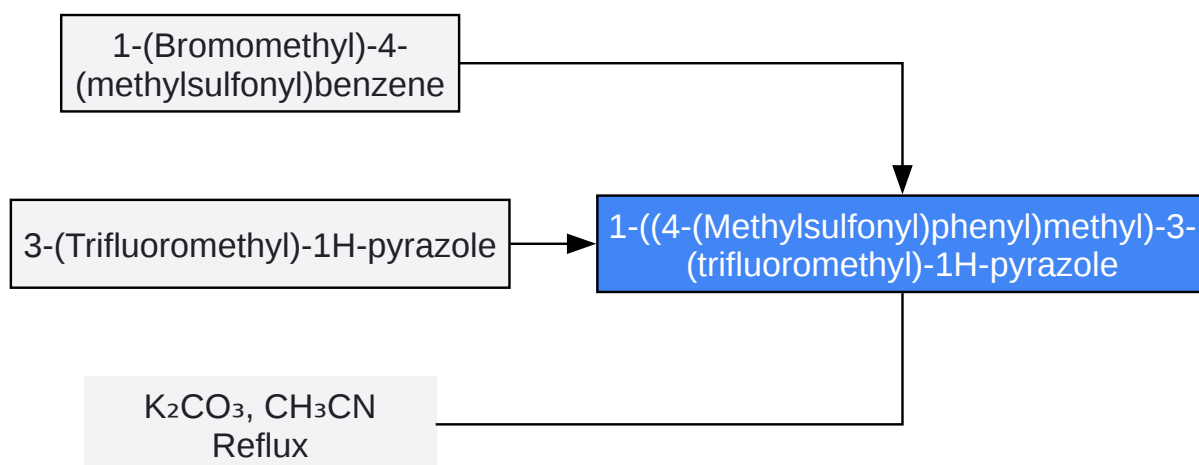 1-(Bromomethyl)-4-
(methylsulfonyl)benzene
3-(Trifluoromethyl)-1H-pyrazole
1-((4-(Methylsulfonyl)phenyl)methyl)-3-
(trifluoromethyl)-1H-pyrazole
K₂CO₃, CH₃CN
Reflux